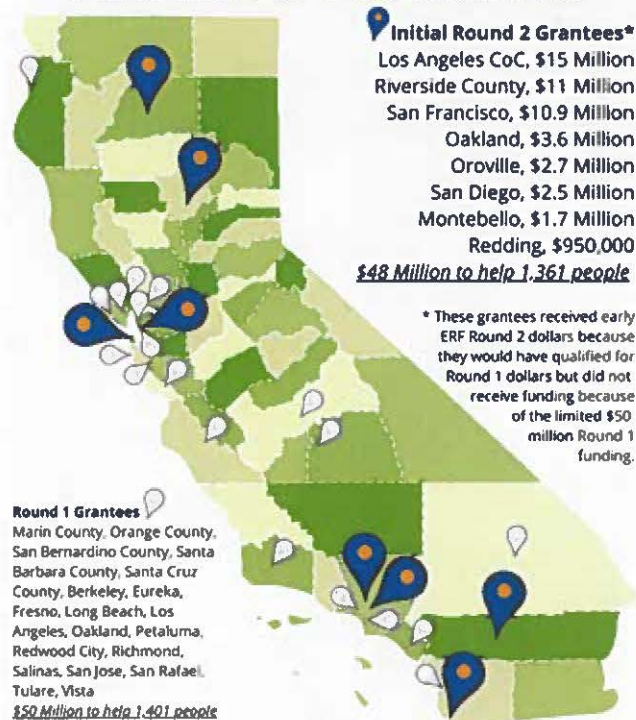 Initial Round 2 Grantees*
Los Angeles CoC, $15 Million
Riverside County, $11 Million
San Francisco, $10.9 Million
Oakland, $3.6 Million
Oroville, $2.7 Million
San Diego, $2.5 Million
Montebello, $1.7 Million
Redding, $950,000
$48 Million to help 1,361 people
* These grantees received early
ERF Round 2 dollars because
they would have qualified for
Round 1 dollars but did not
receive funding because
of the limited $50
million Round 1
funding.
Round 1 Grantees
Marin County, Orange County,
San Bernardino County, Santa
Barbara County, Santa Cruz
County, Berkeley, Eureka,
Fresno, Long Beach, Los
Angeles, Oakland, Petaluma,
Redwood City, Richmond,
Salinas, San Jose, San Rafael,
Tulare, Vista
$50 Million to help 1,401 people